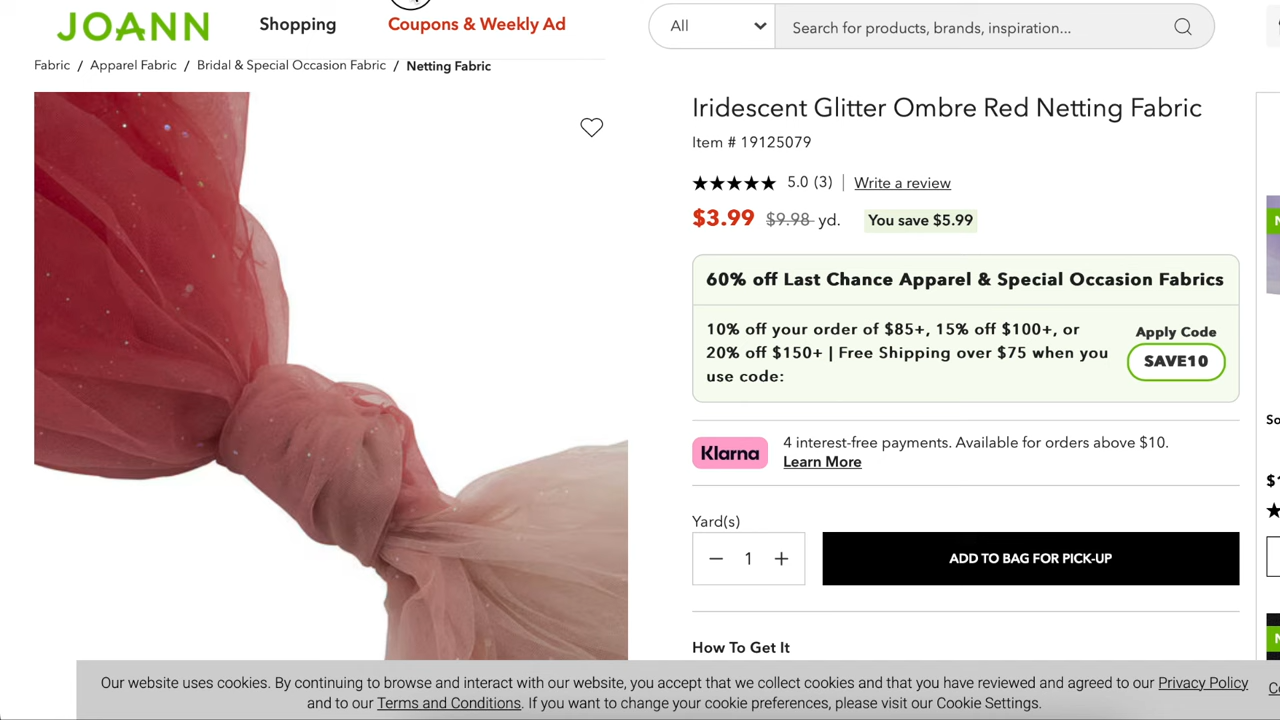 JOANN
Shopping
Coupons & Weekly Ad
All
Search for products, brands, inspiration...
Fabric / Apparel Fabric / Bridal & Special Occasion Fabric / Netting Fabric
Iridescent Glitter Ombre Red Netting Fabric
Item # 19125079
5.0 (3) | Write a review
$3.99 $9.98 yd. You save $5.99
60% off Last Chance Apparel & Special Occasion Fabrics
10% off your order of $85+, 15% off $100+, or
20% off $150+ | Free Shipping over $75 when you
use code:
Apply Code
SAVE10
Klarna
4 interest-free payments. Available for orders above $10.
Learn More
Yard(s)
1
ADD TO BAG FOR PICK-UP
How To Get It
Our website uses cookies. By continuing to browse and interact with our website, you accept that we collect cookies and that you have reviewed and agreed to our Privacy Policy
and to our Terms and Conditions. If you want to change your cookie preferences, please visit our Cookie Settings.